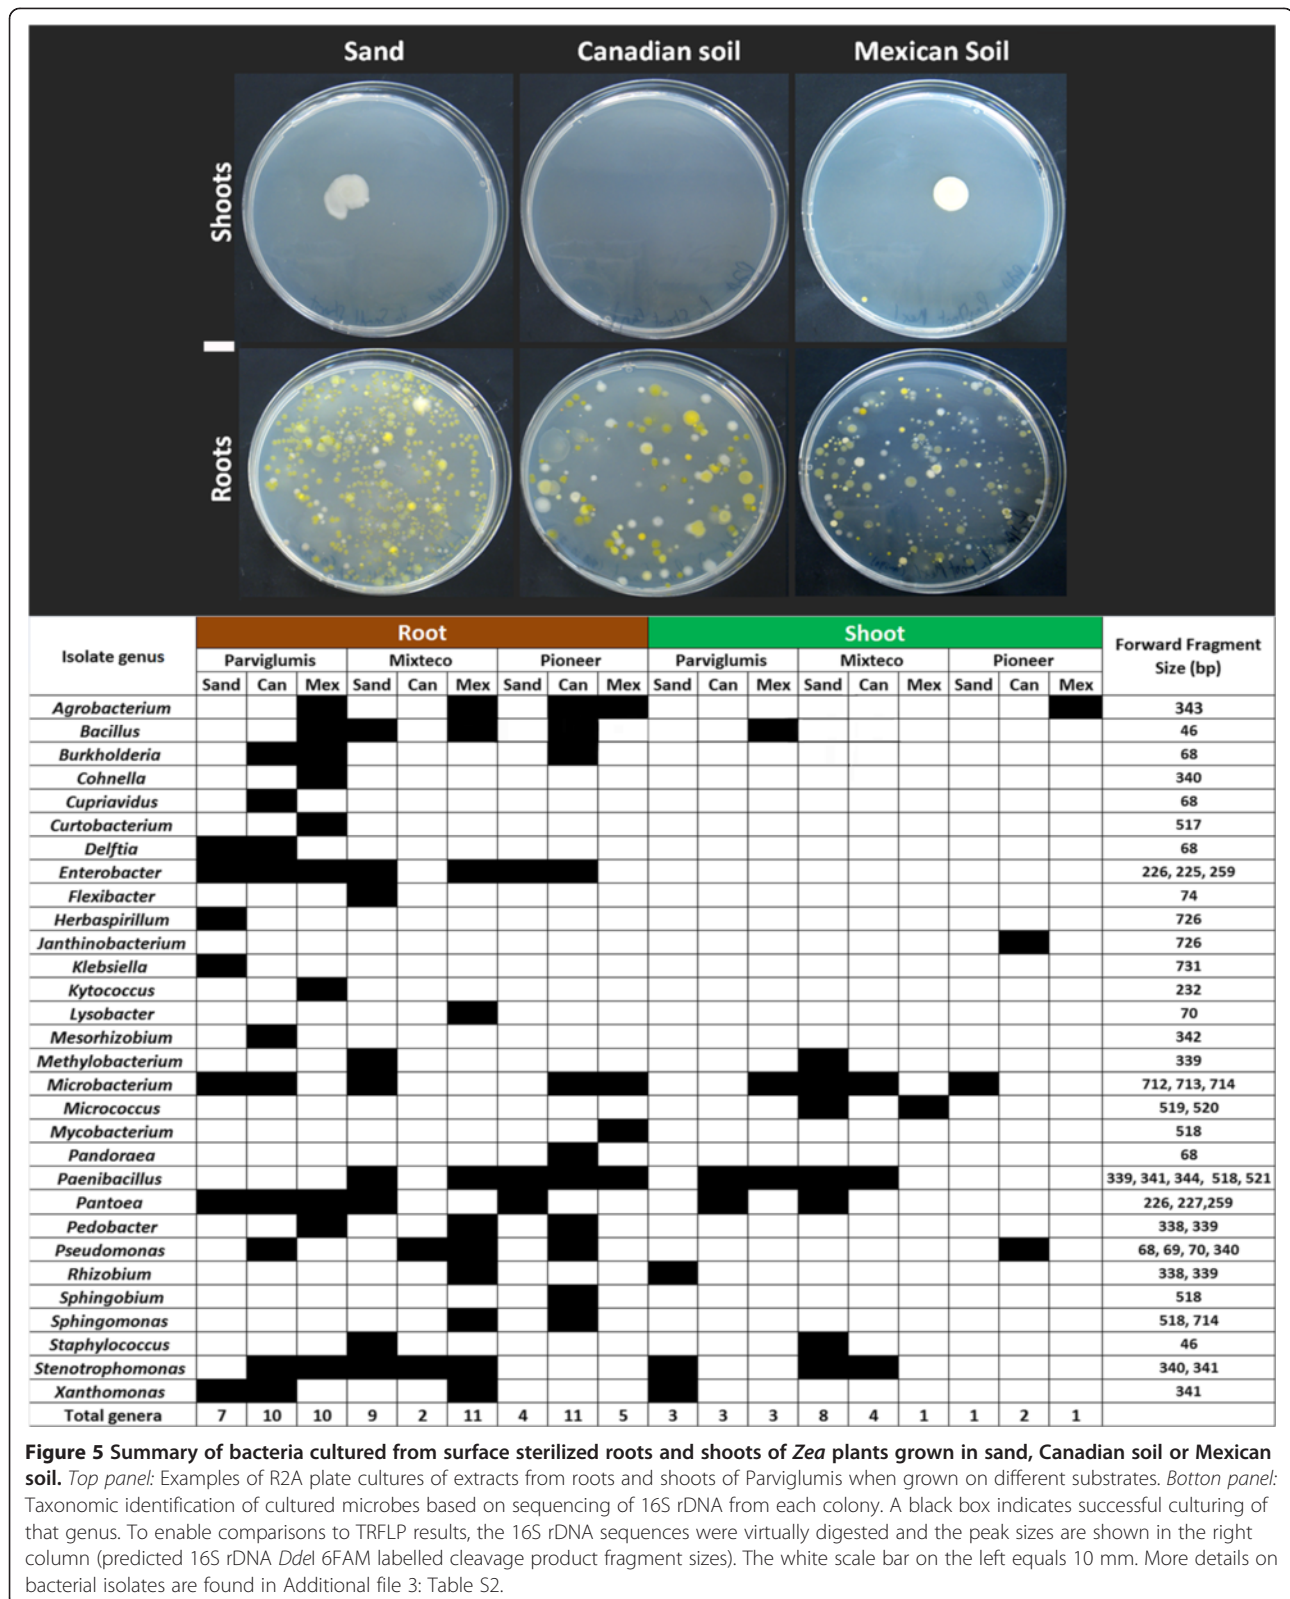 Sand Canadian soil Mexican Soil
Shoots
Roots
Isolate genus Root Shoot Forward Fragment Size (bp)
Parviglumis Mixteco Pioneer Parviglumis Mixteco Pioneer
Sand Can Mex Sand Can Mex Sand Can Mex Sand Can Mex Sand Can Mex Sand Can Mex
Agrobacterium 343
Bacillus 46
Burkholderia 68
Cohnella 340
Cupriavidus 68
Curtobacterium 517
Delftia 68
Enterobacter 226, 225, 259
Flexibacter 74
Herbaspirillum 726
Janthinobacterium 726
Klebsiella 731
Kytococcus 232
Lysobacter 70
Mesorhizobium 342
Methylobacterium 339
Microbacterium 712, 713, 714
Micrococcus 519, 520
Mycobacterium 518
Pandoraea 68
Paenibacillus 339, 341, 344, 518, 521
Pantoea 226, 227,259
Pedobacter 338, 339
Pseudomonas 68, 69, 70, 340
Rhizobium 338, 339
Sphingobium 518
Sphingomonas 518, 714
Staphylococcus 46
Stenotrophomonas 340, 341
Xanthomonas 341
Total genera 7 10 10 9 2 11 4 11 5 3 3 3 8 4 1 1 2 1
Figure 5 Summary of bacteria cultured from surface sterilized roots and shoots of Zea plants grown in sand, Canadian soil or Mexican
soil. Top panel: Examples of R2A plate cultures of extracts from roots and shoots of Parviglumis when grown on different substrates. Botton panel:
Taxonomic identification of cultured microbes based on sequencing of 16S rDNA from each colony. A black box indicates successful culturing of
that genus. To enable comparisons to TRFLP results, the 16S rDNA sequences were virtually digested and the peak sizes are shown in the right
column (predicted 16S rDNA DdeI 6FAM labelled cleavage product fragment sizes). The white scale bar on the left equals 10 mm. More details on
bacterial isolates are found in Additional file 3: Table S2.